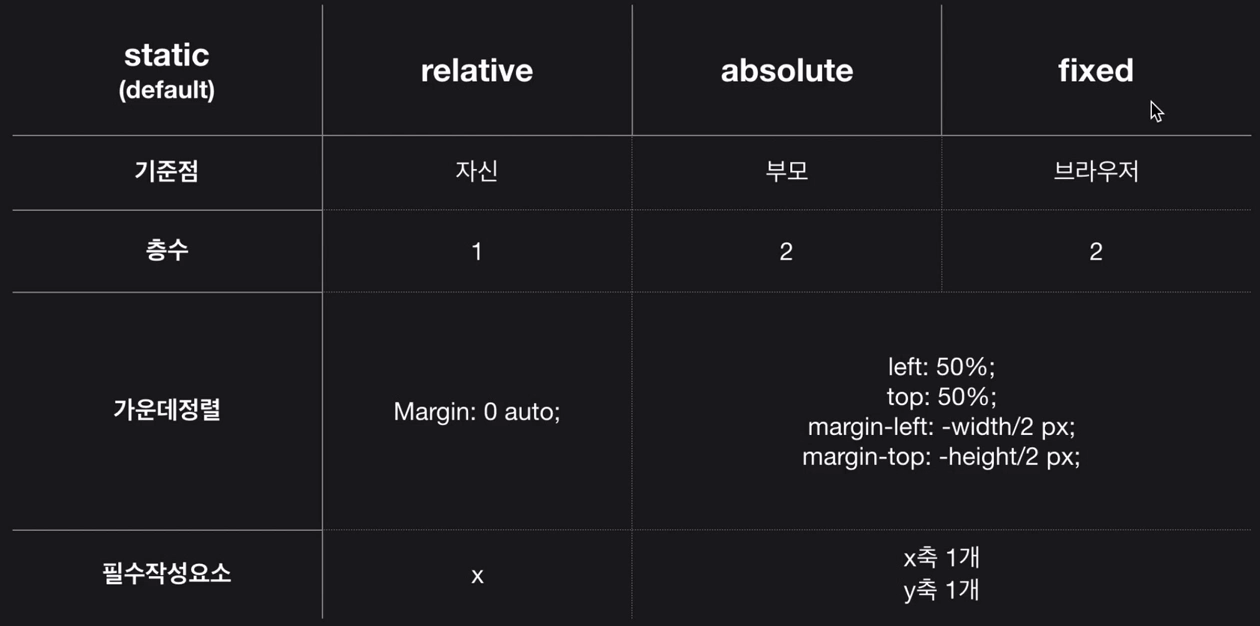 static
(default)
relative
absolute
fixed
기준점
자신
부모
브라우저
층수
1
2
2
가운데정렬
Margin: 0 auto;
left: 50%;
top: 50%;
margin-left: -width/2 px;
margin-top: -height/2 px;
필수작성요소
x
x축 1개
y축 1개